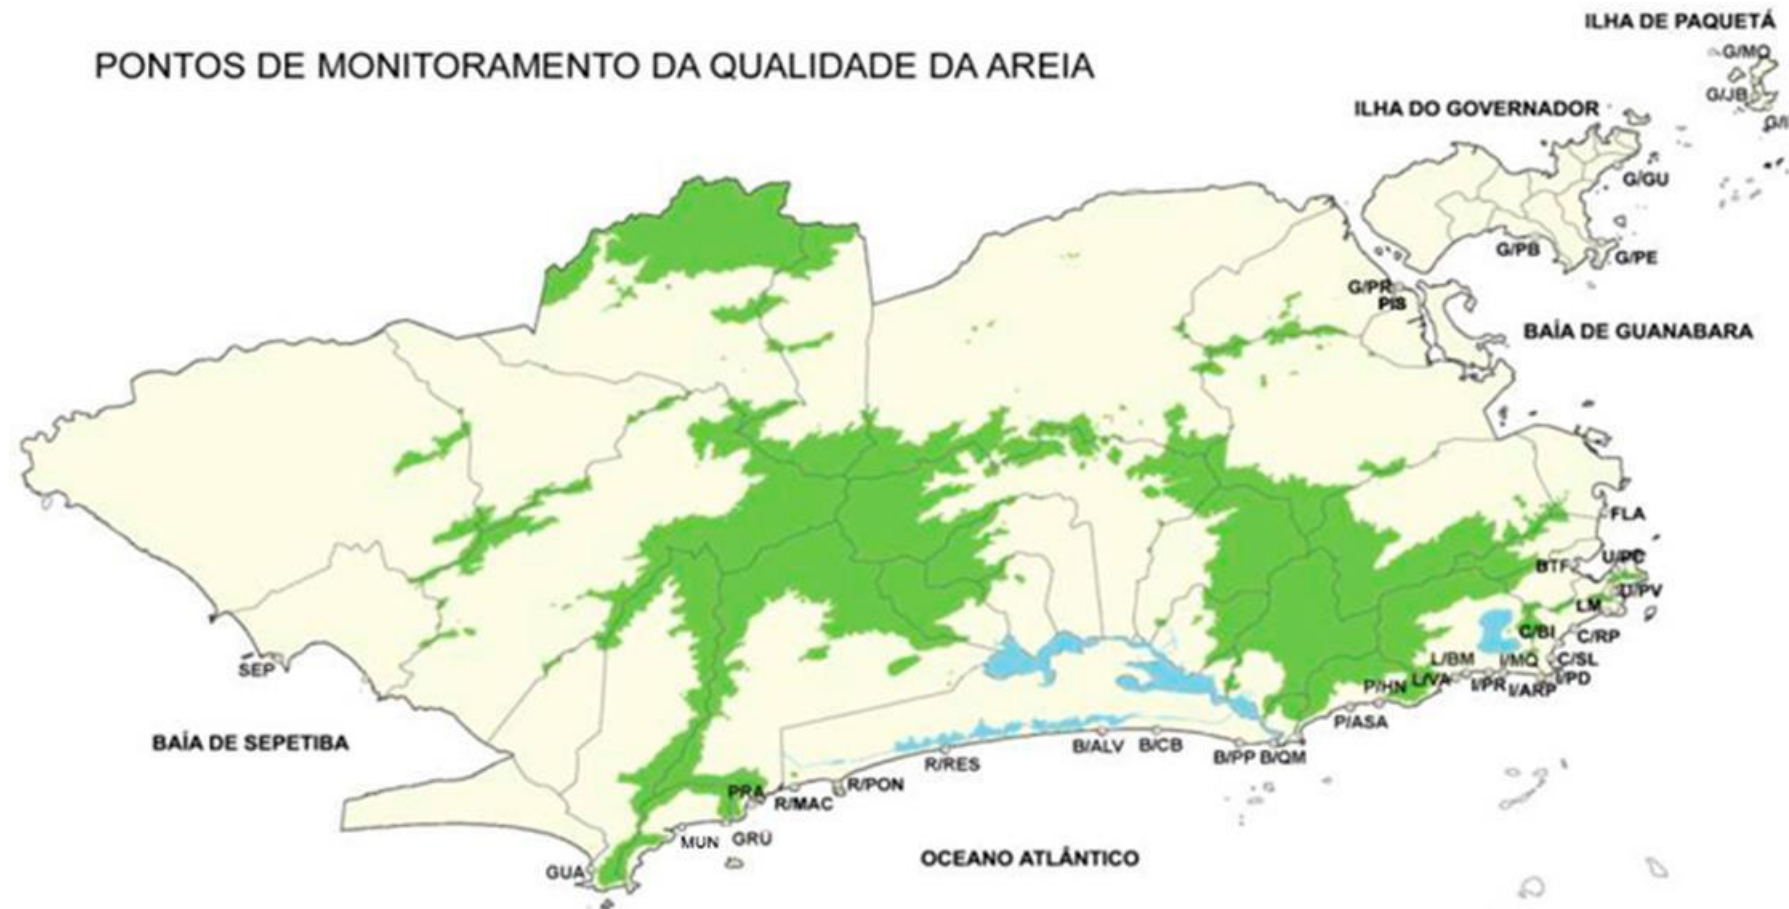 ILHA DE PAQUETÁ
G/MO
PONTOS DE MONITORAMENTO DA QUALIDADE DA AREIA
G/JB
ILHA DO GOVERNADOR
G/GU
G/PB
G/PE
G/PR
PIS
BAÍA DE GUANABARA
FLA
U/PC
BTF
U/PV
LM
C/BI
C/RP
SEP
L/BM
I/MQ
C/SL
L/VA
I/PR
I/ARP
I/PD
P/HN
P/ASA
BAÍA DE SEPETIBA
B/ALV
B/CB
B/PP
B/QM
R/RES
R/PON
PRA
R/MAC
MUN
GRÜ
GUA
OCEANO ATLÂNTICO